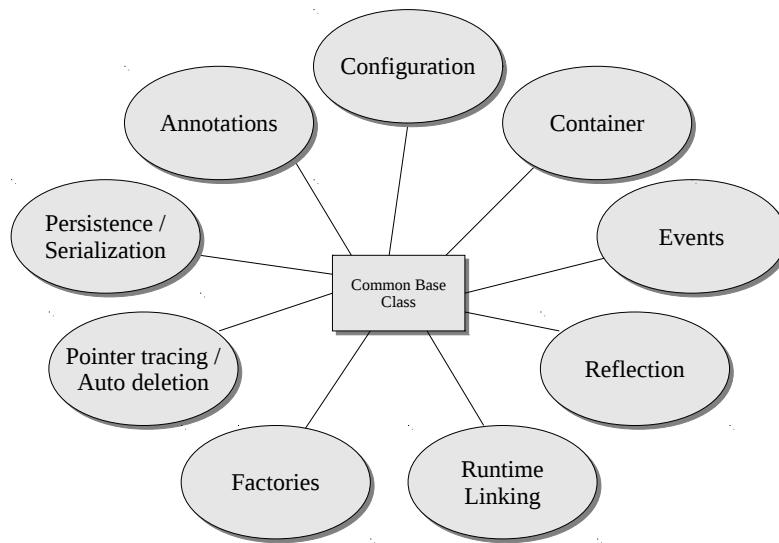 Configuration
Annotations
Container
Persistence /
Serialization
Events
Common Base
Class
Pointer tracing /
Auto deletion
Reflection
Factories
Runtime
Linking